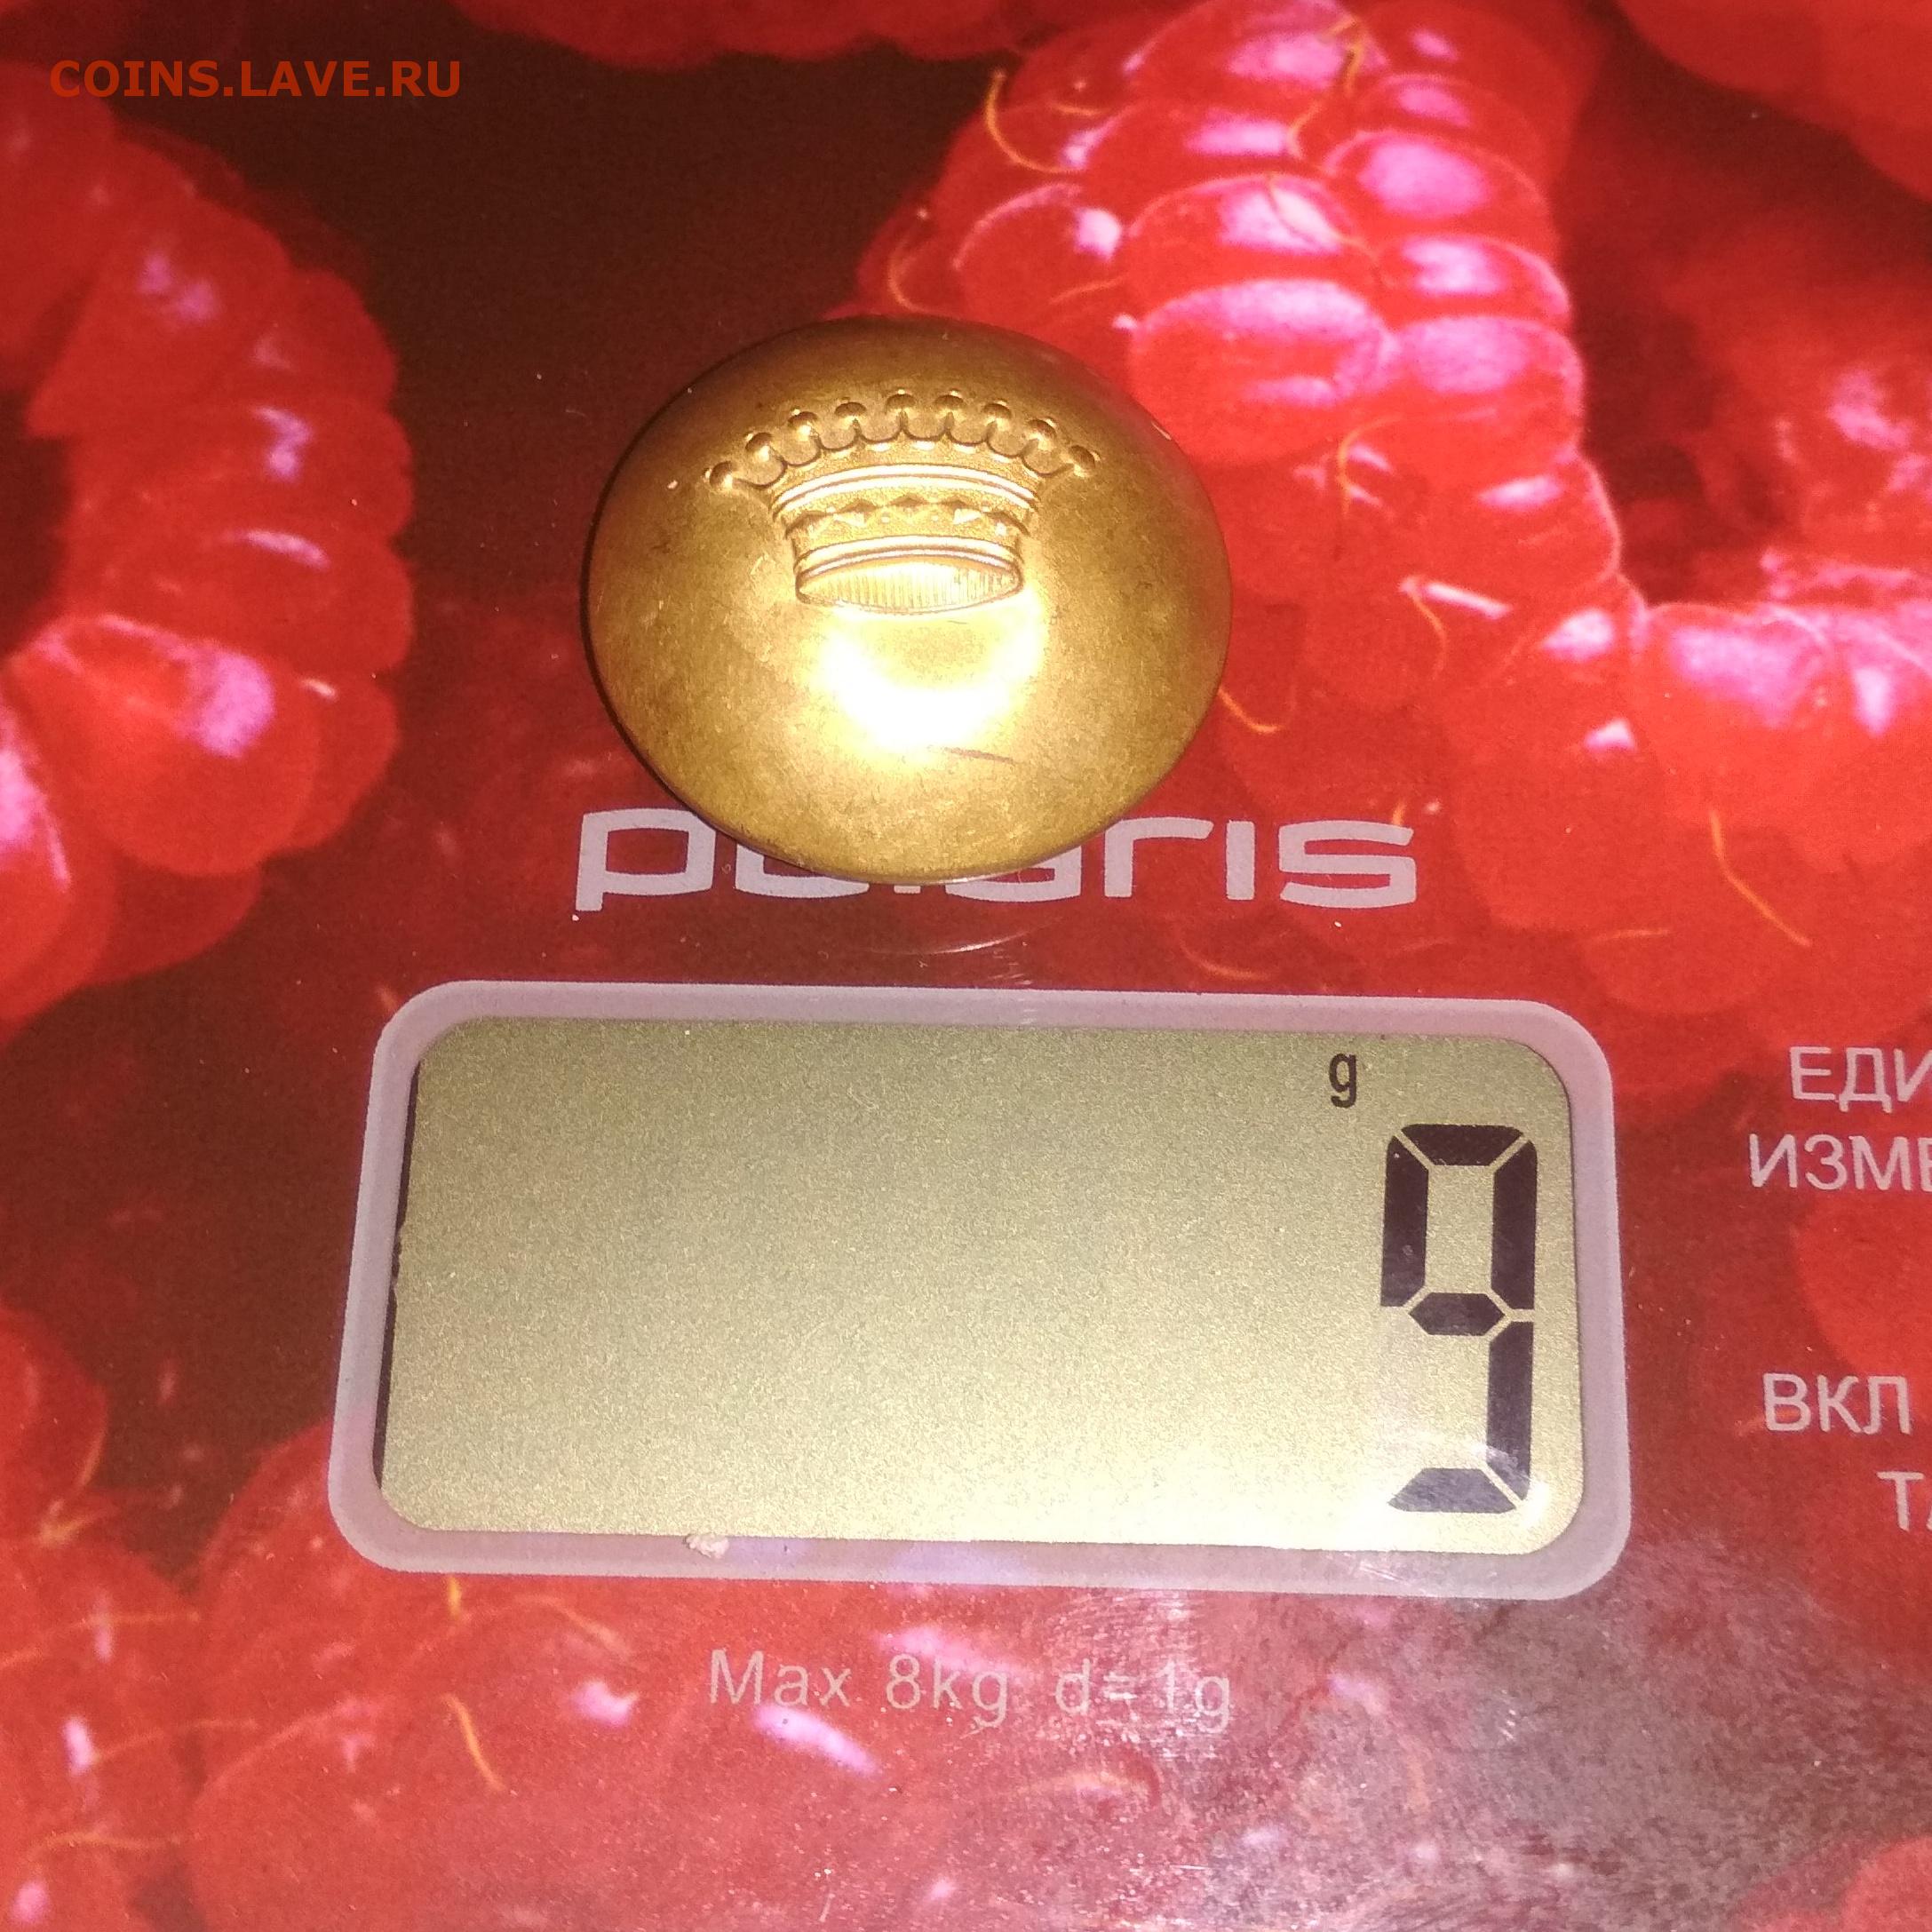 COINS.LAVE.RU
polaris
g
9
ЕДИ
ИЗМЕ
ВКЛ
Max 8kg d=1g